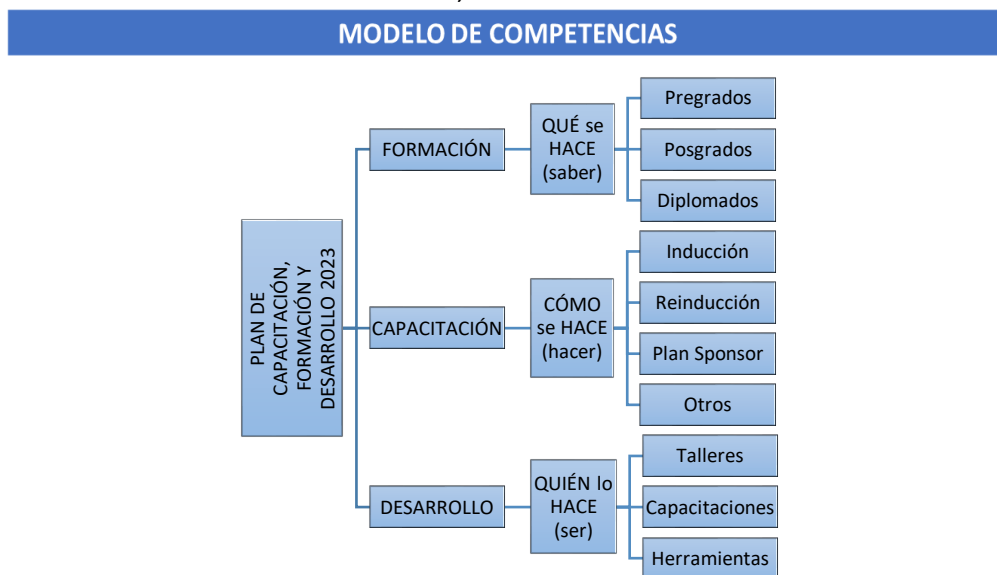 MODELO DE COMPETENCIAS
PLAN DE
CAPACITACIÓN,
FORMACIÓN Y
DESARROLLO 2023
FORMACIÓN
QUÉ se
HACE
(saber)
Pregrados
Posgrados
Diplomados
CAPACITACIÓN
CÓMO
se HACE
(hacer)
Inducción
Reinducción
Plan Sponsor
Otros
DESARROLLO
QUIÉN lo
HACE
(ser)
Talleres
Capacitaciones
Herramientas